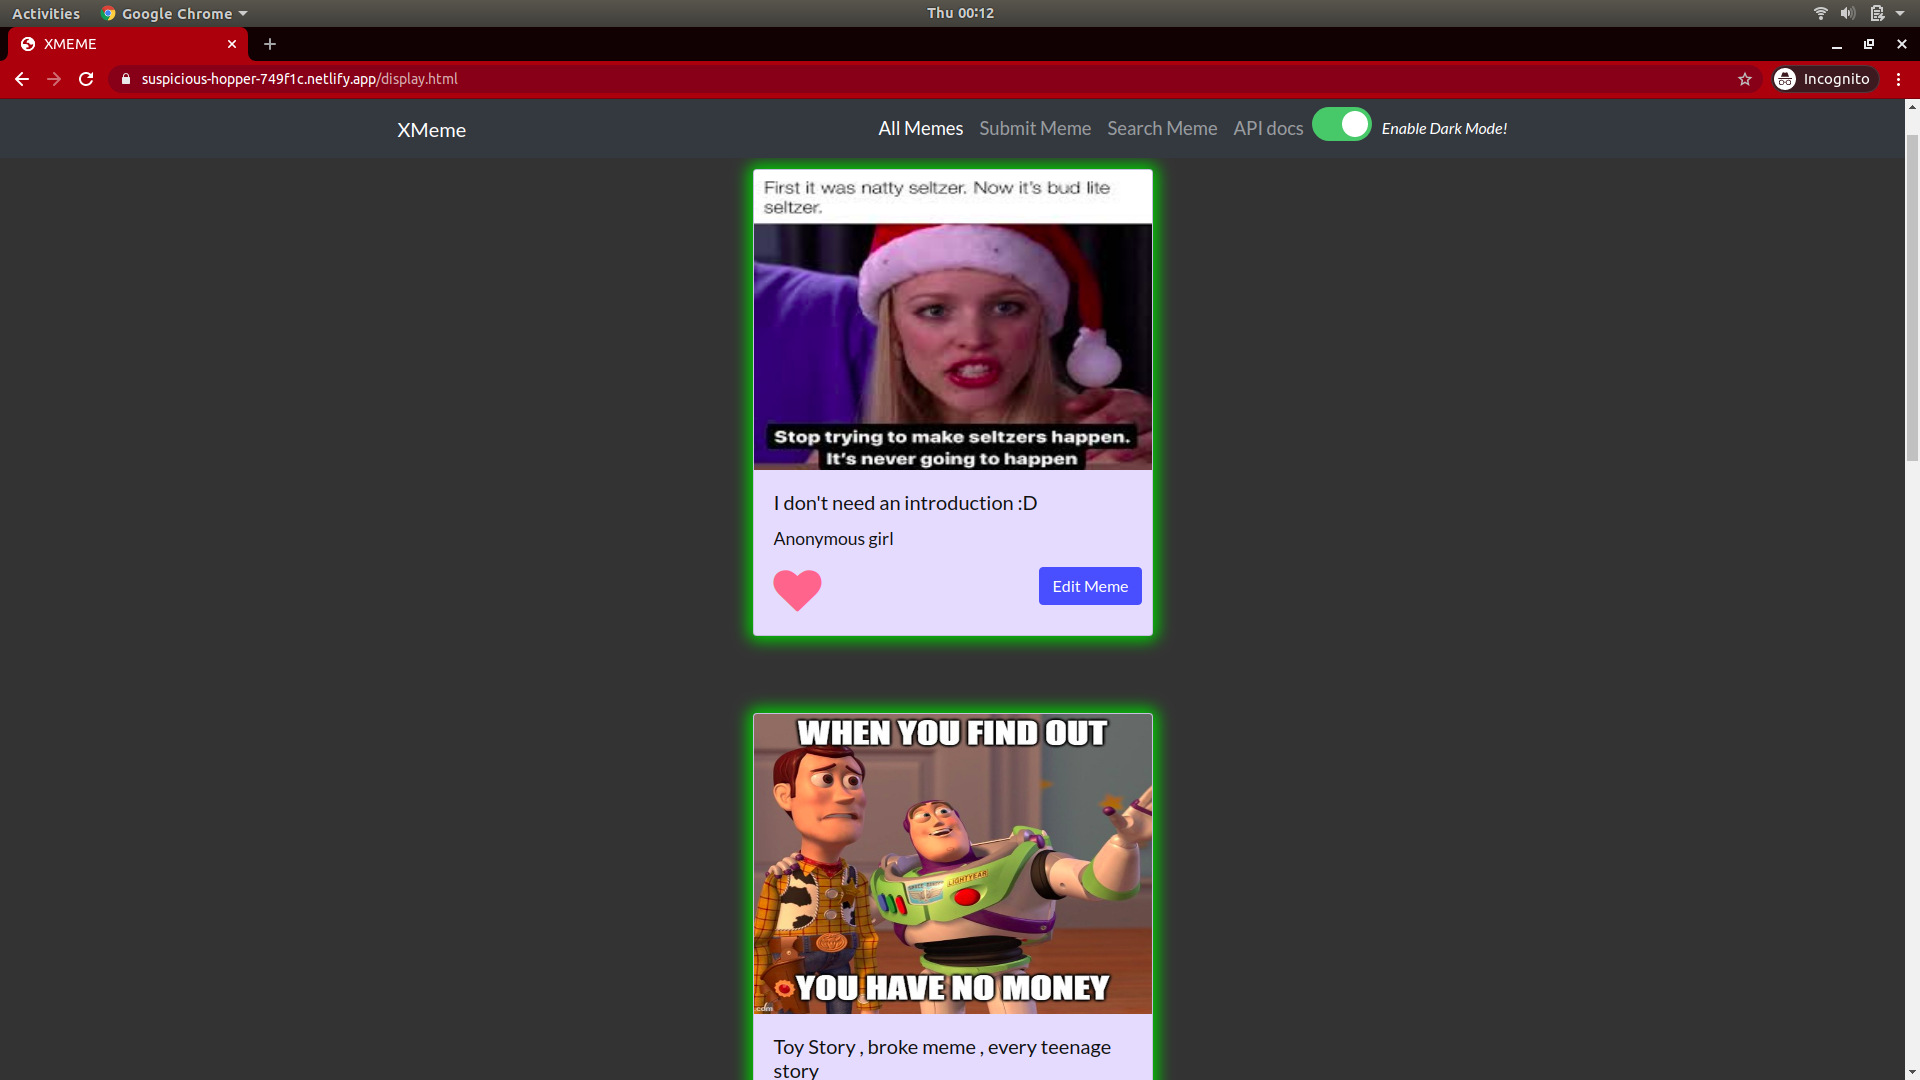 Activities
Google Chrome
Thu 00:12
XMEME
suspicious-hopper-749f1c.netlify.app/display.html
Incognito
XMeme
All Memes
Submit Meme
Search Meme
API docs
Enable Dark Mode!
First it was natty seltzer. Now it's bud lite
seltzer.
Stop trying to make seltzers happen.
It's never going to happen
I don't need an introduction :D
Anonymous girl
Edit Meme
WHEN YOU FIND OUT
LIGHTYEAR
YOU HAVE NO MONEY
Toy Story , broke meme , every teenage
story